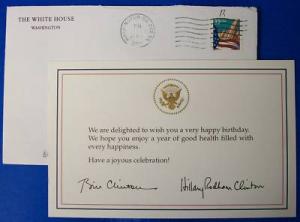 THE WHITE HOUSE
WASHINGTON
We are delighted to wish you a very happy birthday.
We hope you enjoy a year of good health filled with
every happiness.
Have a joyous celebration!
Bill Clinton Hillary Rodham Clinton